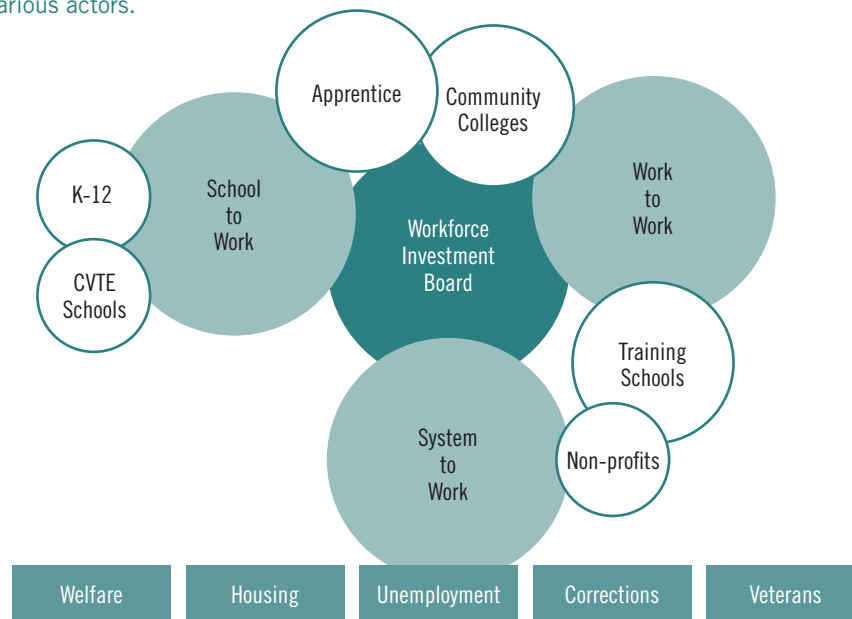 arious actors.
Apprentice
Community
Colleges
K-12
School
to
Work
Work
to
Work
Workforce
Investment
Board
CVTE
Schools
Training
Schools
System
to
Work
Non-profits
Welfare
Housing
Unemployment
Corrections
Veterans